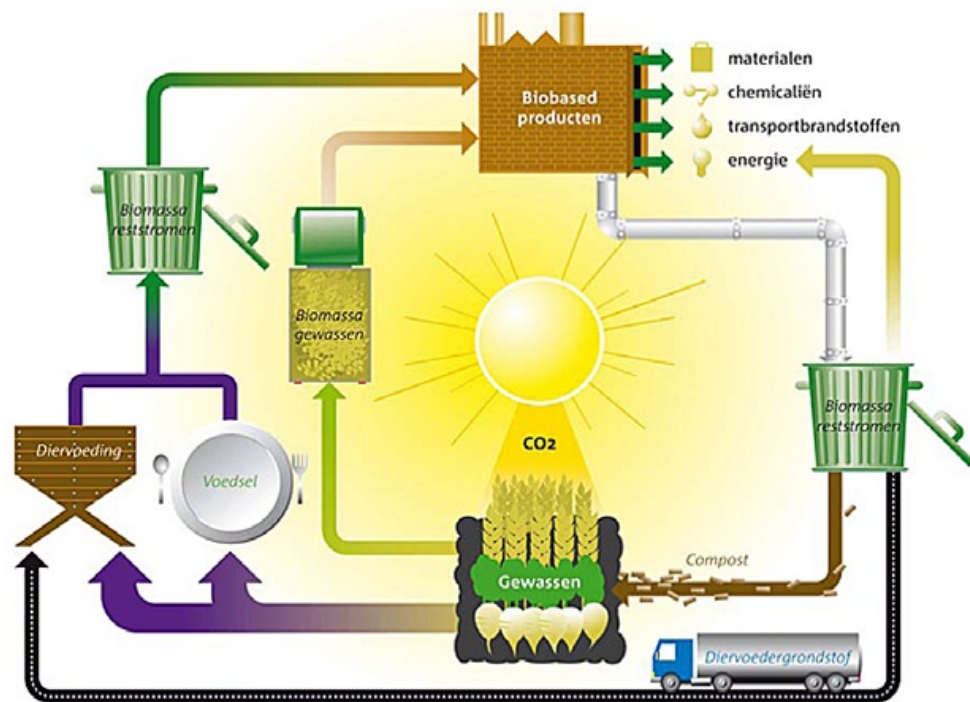 Biobased
producten
materialen
chemicaliën
transportbrandstoffen
energie
Biomassa
reststromen
Biomassa
gewassen
Diervoeding
Voedsel
CO2
Gewassen
Compost
Biomassa
reststromen
Diervoedergrondstof